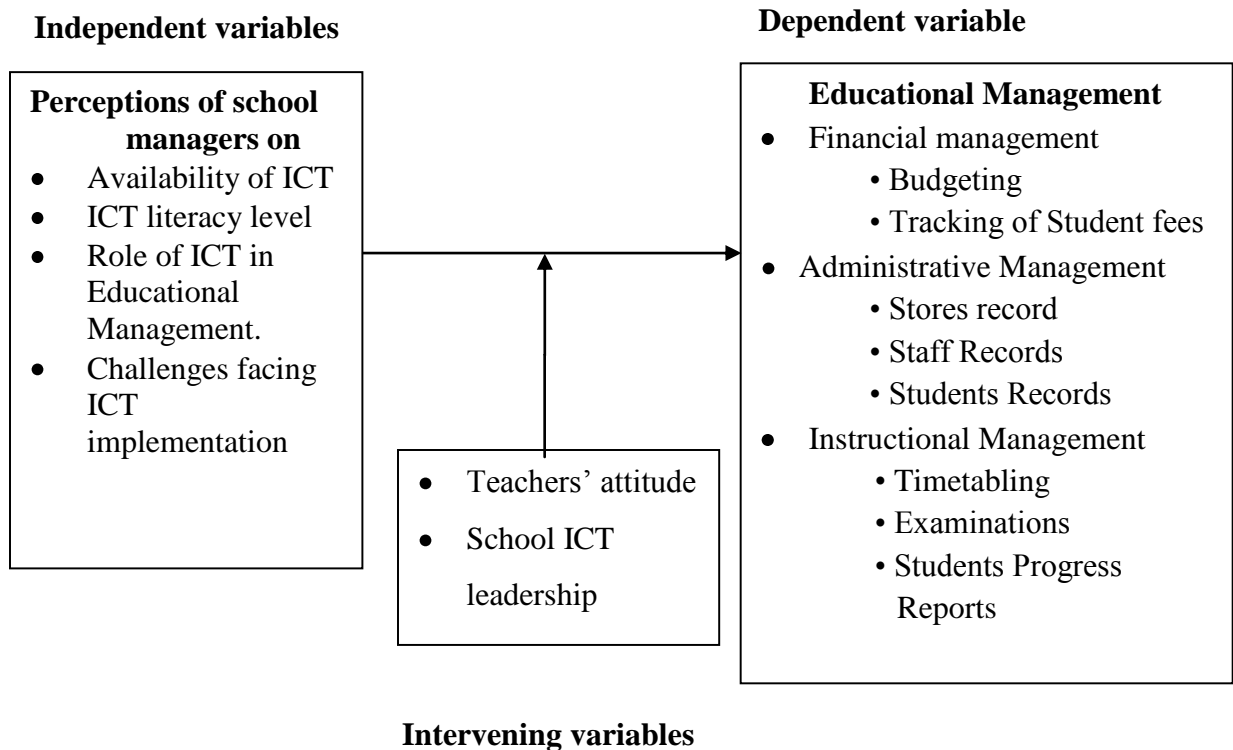 Independent variables
Perceptions of school
managers on
● Availability of ICT
● ICT literacy level
● Role of ICT in
Educational
Management.
● Challenges facing
ICT
implementation
● Teachers’ attitude
● School ICT
leadership
Intervening variables
Dependent variable
Educational Management
● Financial management
• Budgeting
• Tracking of Student fees
● Administrative Management
• Stores record
• Staff Records
• Students Records
● Instructional Management
• Timetabling
• Examinations
• Students Progress
Reports